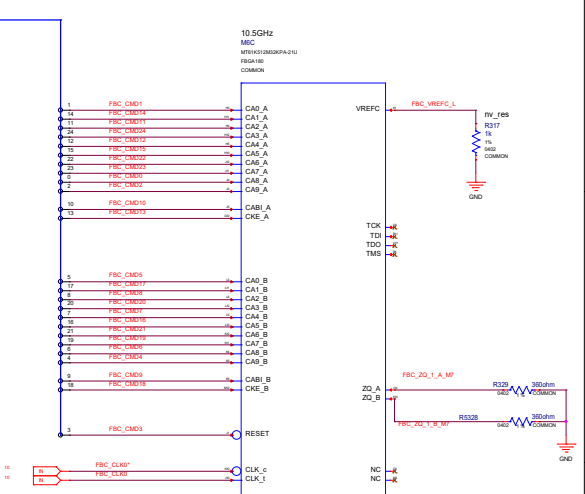 10.5GHz
M6C
MT61K512M32KPA-21U
FBGA180
COMMON
1 FBC_CMD1 CA0_A
14 FBC_CMD14 CA1_A
11 FBC_CMD11 CA2_A
24 FBC_CMD24 CA3_A
12 FBC_CMD12 CA4_A
15 FBC_CMD15 CA5_A
22 FBC_CMD22 CA6_A
23 FBC_CMD23 CA7_A
0 FBC_CMD0 CA8_A
2 FBC_CMD2 CA9_A
10 FBC_CMD10 CABI_A
13 FBC_CMD13 CKE_A
VREFC FBC_VREFC_L
nv_res
R317
1k
1%
0402
COMMON
GND
TCK
TDI
TDO
TMS
5 FBC_CMD5 CA0_B
17 FBC_CMD17 CA1_B
8 FBC_CMD8 CA2_B
20 FBC_CMD20 CA3_B
7 FBC_CMD7 CA4_B
16 FBC_CMD16 CA5_B
21 FBC_CMD21 CA6_B
19 FBC_CMD19 CA7_B
6 FBC_CMD6 CA8_B
4 FBC_CMD4 CA9_B
9 FBC_CMD9 CABI_B
18 FBC_CMD18 CKE_B
FBC_ZQ_1_A_M7
ZQ_A R329 360ohm
0402 1% COMMON
ZQ_B R5328 360ohm
FBC_ZQ_1_B_M7 0402 1% COMMON
GND
3 FBC_CMD3 RESET
IN FBC_CLK0* CLK_c NC
IN FBC_CLK0 CLK_t NC